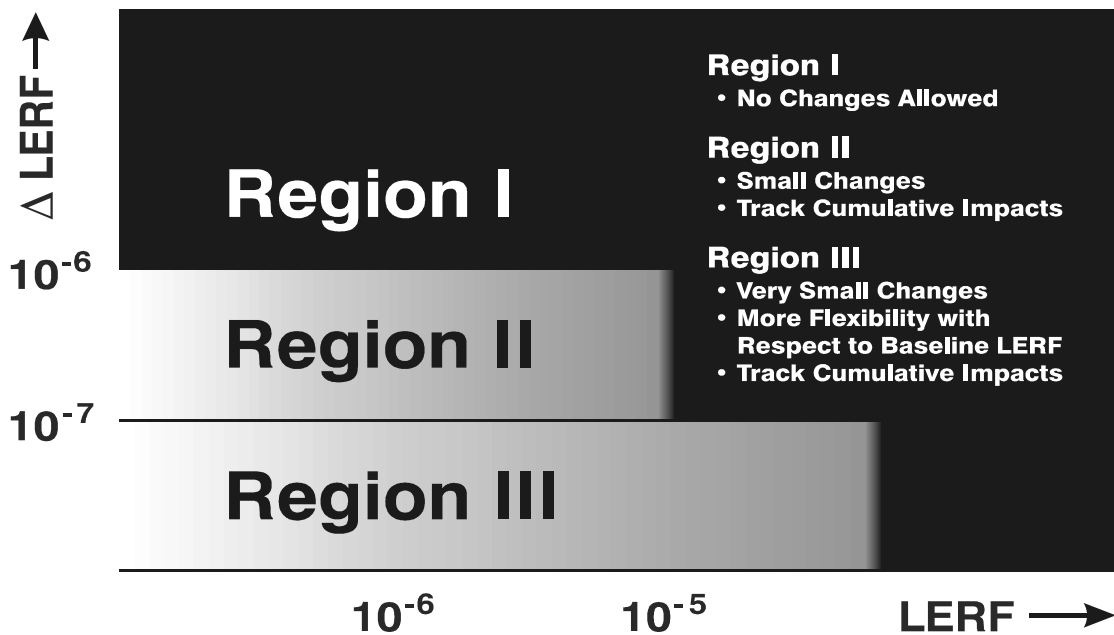 Δ LERF →
Region I
• No Changes Allowed
Region II
• Small Changes
• Track Cumulative Impacts
Region III
• Very Small Changes
• More Flexibility with
Respect to Baseline LERF
• Track Cumulative Impacts
Region I
10⁻⁶
Region II
10⁻⁷
Region III
10⁻⁶
10⁻⁵
LERF →